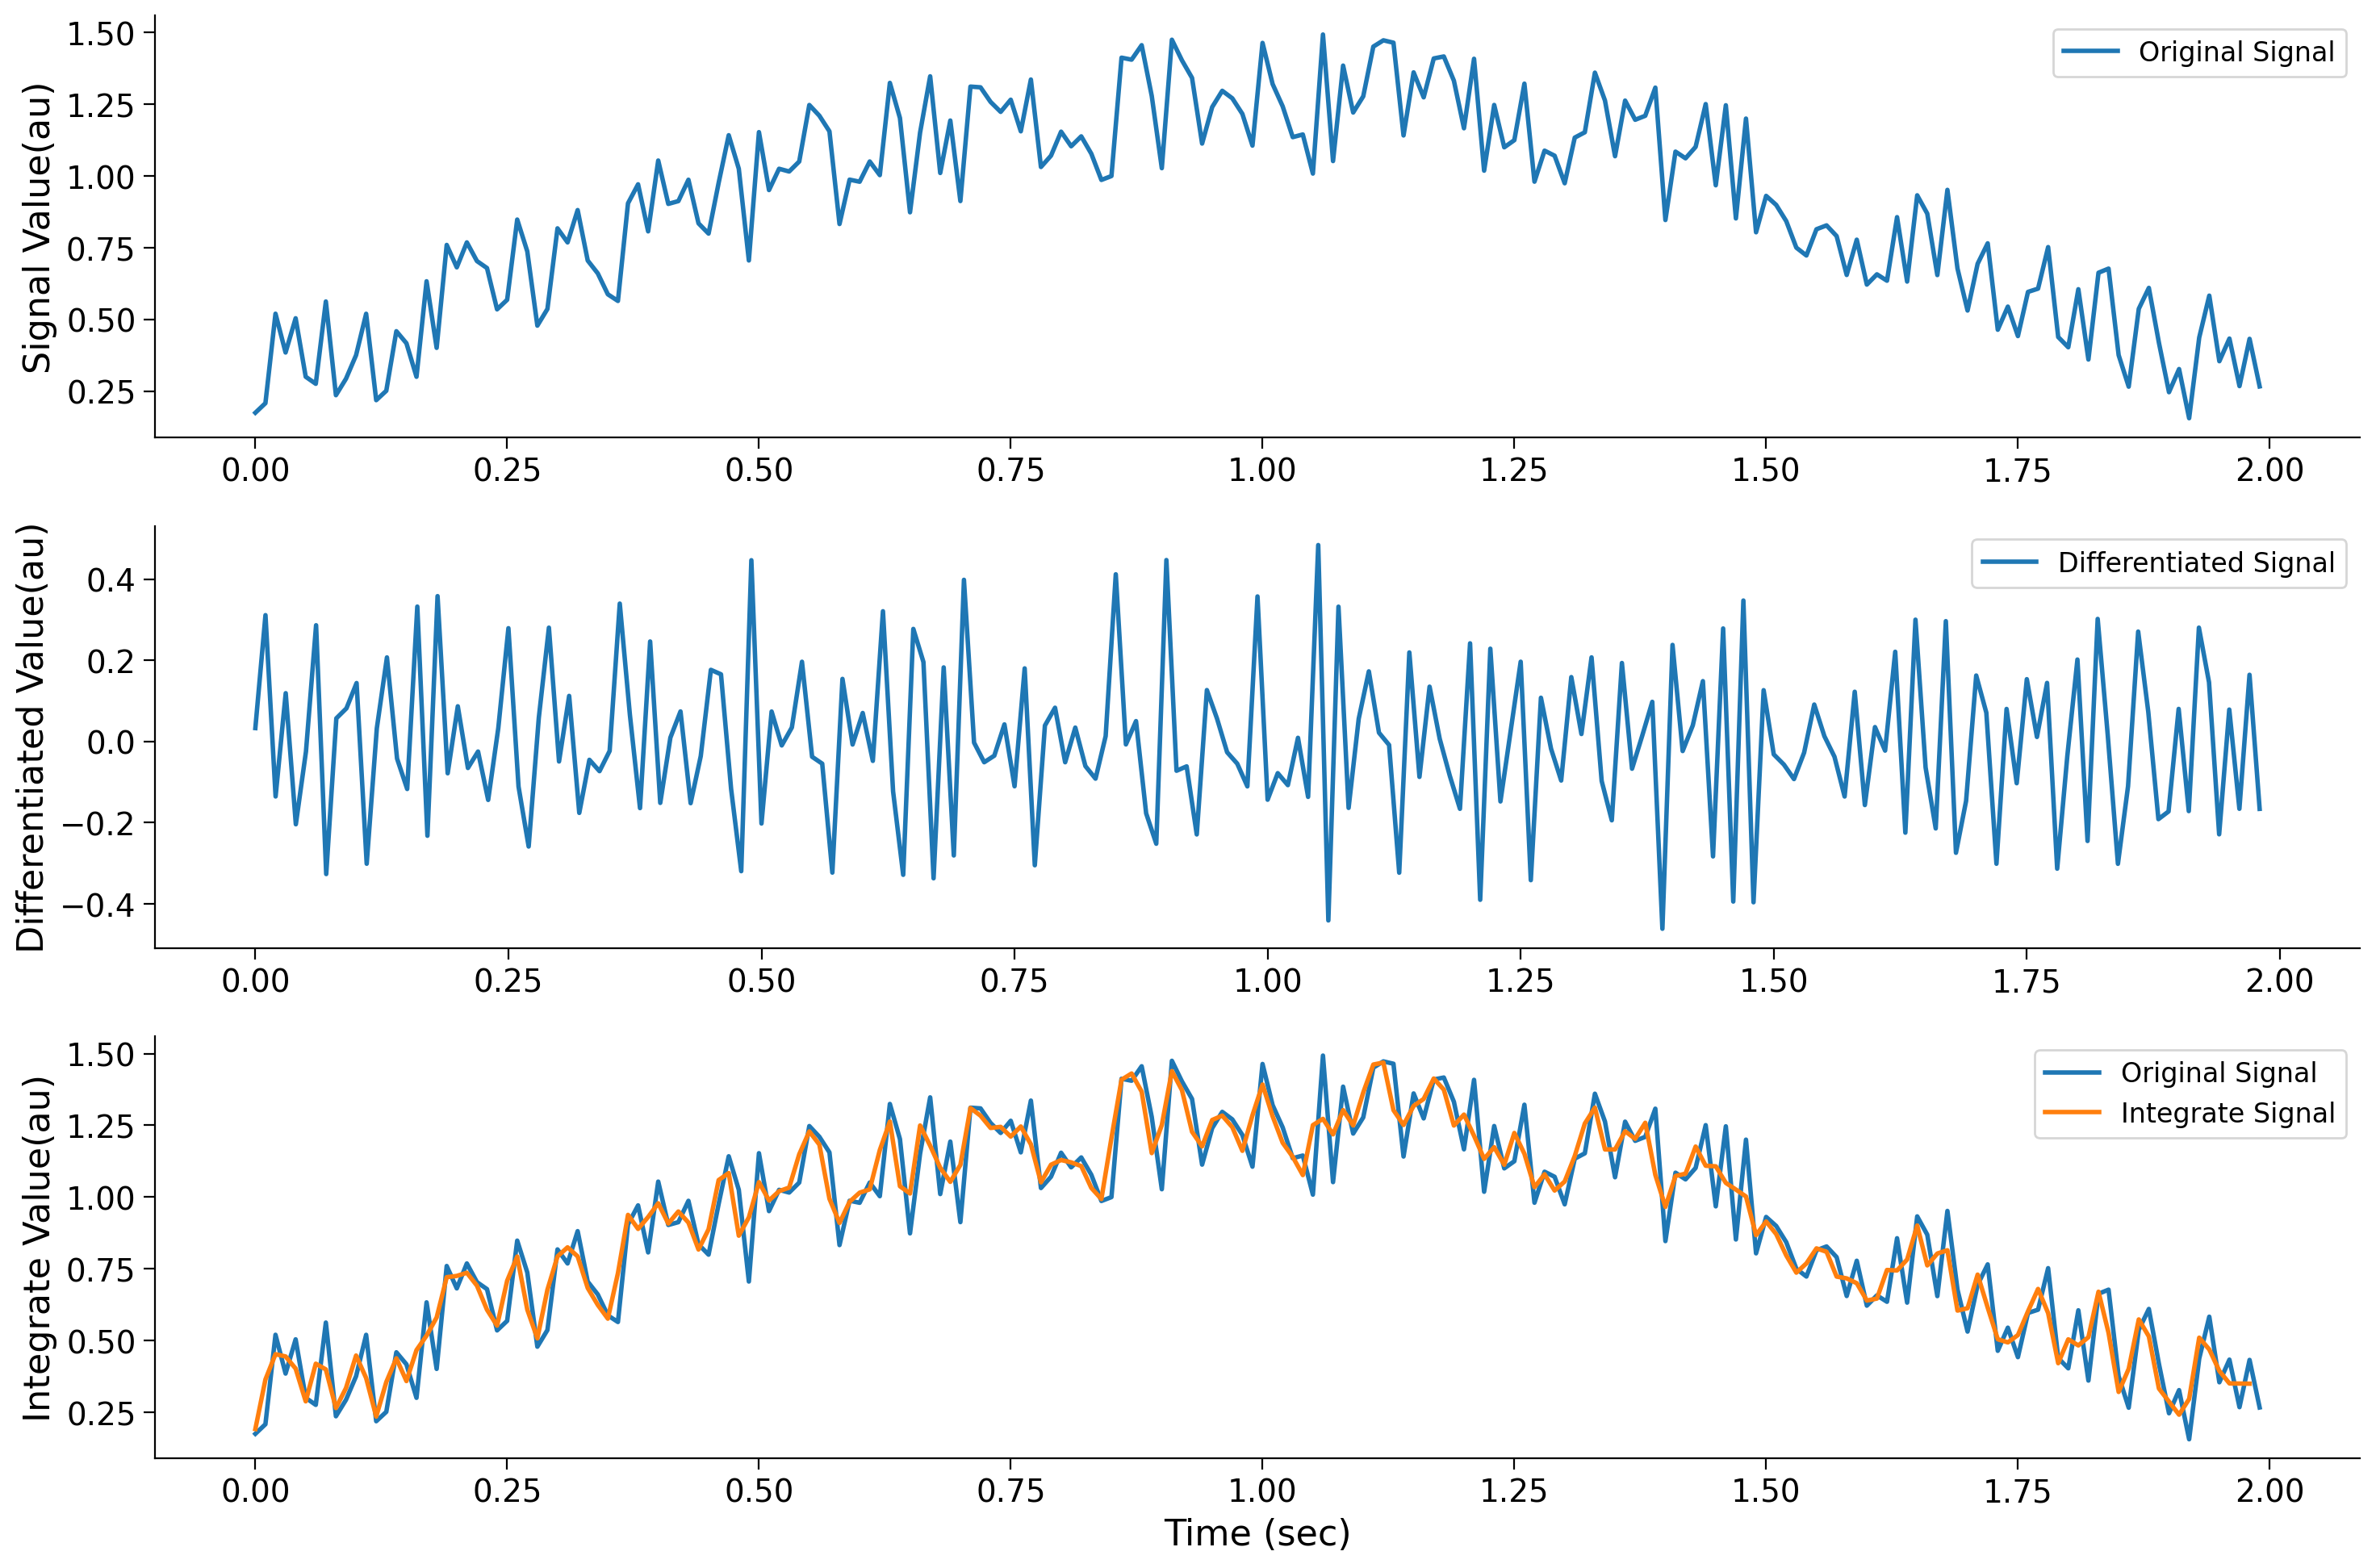 Signal Value(au)
1.50
1.25
1.00
0.75
0.50
0.25
Original Signal
0.00 0.25 0.50 0.75 1.00 1.25 1.50 1.75 2.00
Differentiated Value(au)
0.4
0.2
0.0
−0.2
−0.4
Differentiated Signal
0.00 0.25 0.50 0.75 1.00 1.25 1.50 1.75 2.00
Integrate Value(au)
1.50
1.25
1.00
0.75
0.50
0.25
Original Signal
Integrate Signal
0.00 0.25 0.50 0.75 1.00 1.25 1.50 1.75 2.00
Time (sec)